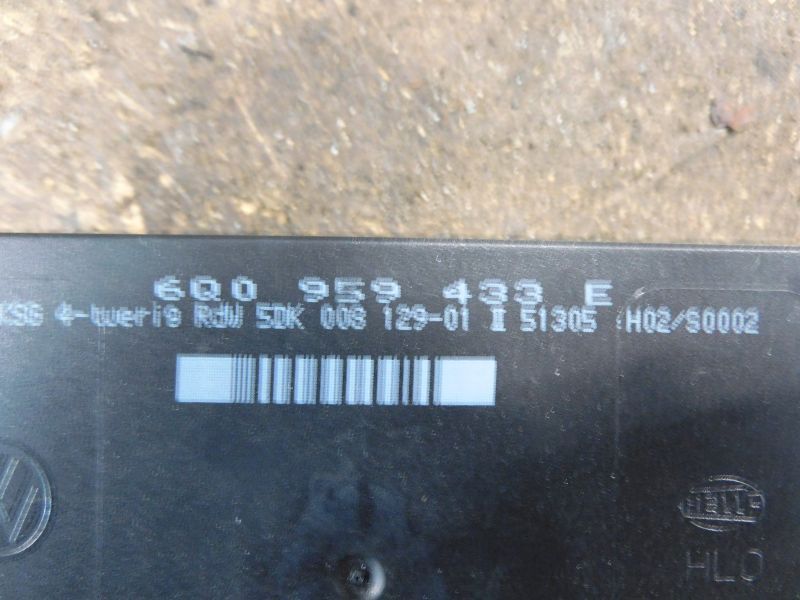 6Q0 959 433 E
KSG 4-tuerig RdW 5DK 008 129-01 II 51305 H02/S0002
HELLA
HLO